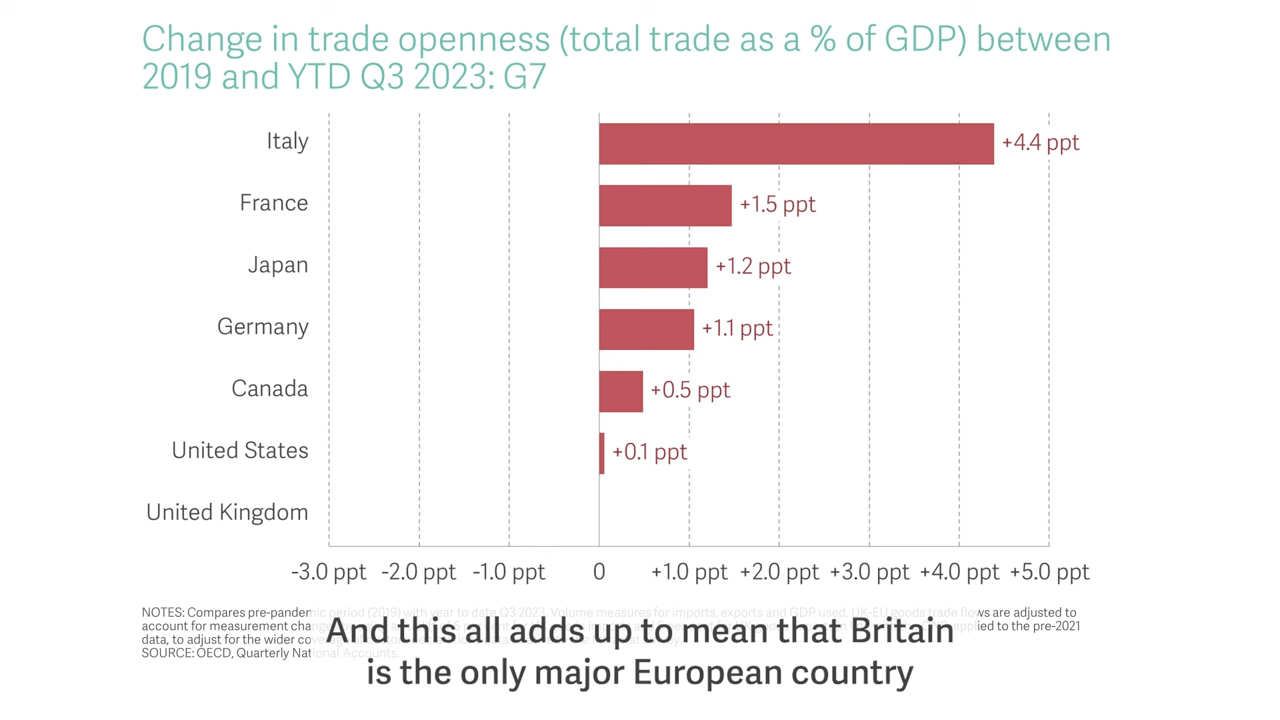 Change in trade openness (total trade as a % of GDP) between
2019 and YTD Q3 2023: G7
Italy
+4.4 ppt
France
+1.5 ppt
Japan
+1.2 ppt
Germany
+1.1 ppt
Canada
+0.5 ppt
United States
+0.1 ppt
United Kingdom
-3.0 ppt -2.0 ppt -1.0 ppt 0 +1.0 ppt +2.0 ppt +3.0 ppt +4.0 ppt +5.0 ppt
NOTES: Compares pre-pandemic period (2019) with year to date Q3 2023. Volume measures for imports, exports and GDP used. UK-EU goods trade flows are adjusted to
account for measurement applied to the pre-2021
data, to adjust for the wider
SOURCE: OECD, Quarterly National Accounts.
And this all adds up to mean that Britain
is the only major European country